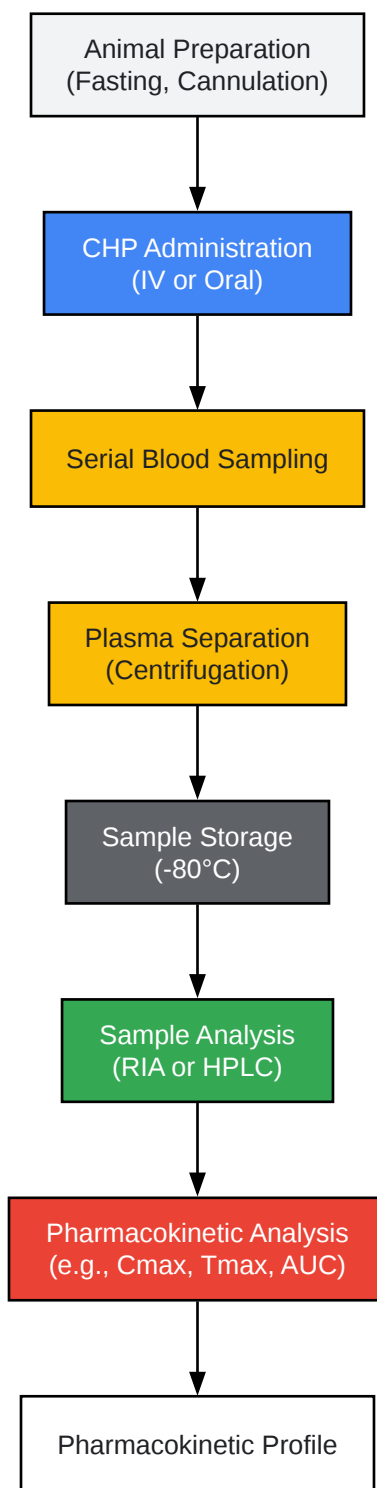 Animal Preparation
(Fasting, Cannulation)
CHP Administration
(IV or Oral)
Serial Blood Sampling
Plasma Separation
(Centrifugation)
Sample Storage
(-80°C)
Sample Analysis
(RIA or HPLC)
Pharmacokinetic Analysis
(e.g., Cmax, Tmax, AUC)
Pharmacokinetic Profile